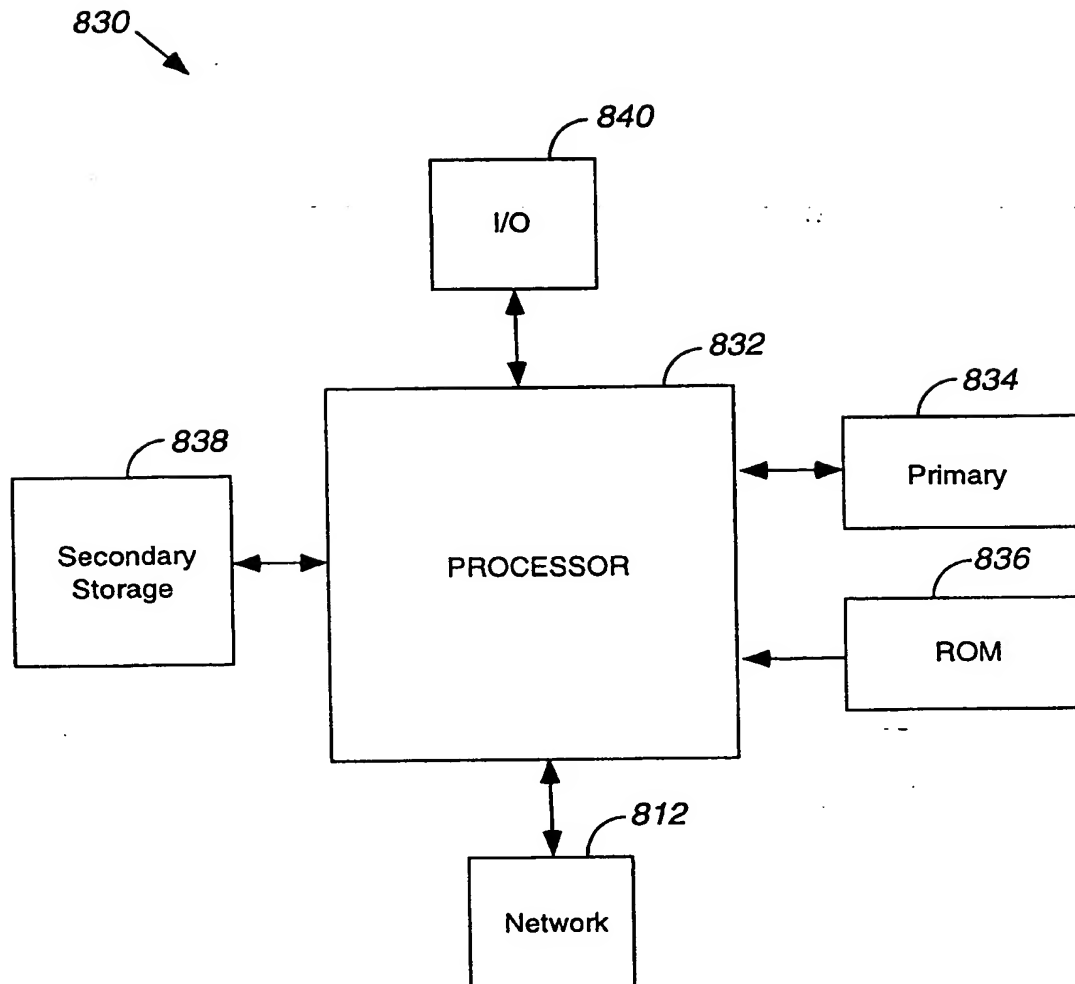 830
840
I/O
832
834
838
Primary
Secondary
Storage
PROCESSOR
836
ROM
812
Network